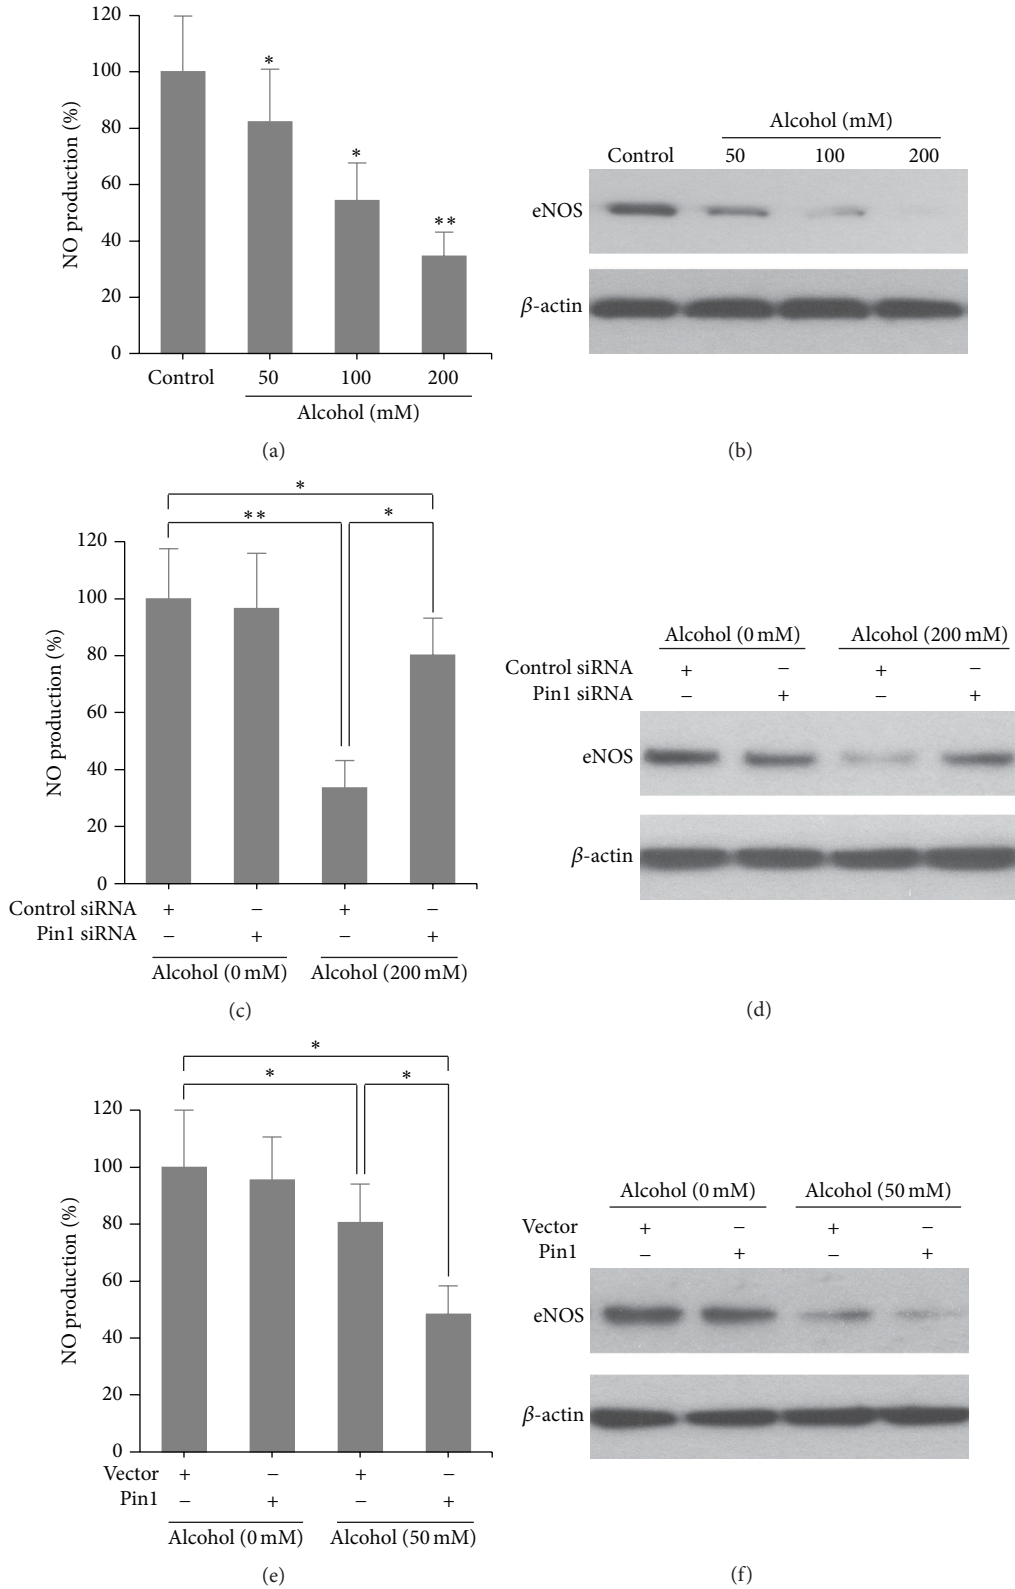 120
100
80
60
40
20
0
NO production (%)
*
*
**
Control 50 100 200
Alcohol (mM)
(a)
Alcohol (mM)
Control 50 100 200
eNOS
β-actin
(b)
*
** *
120
100
80
60
40
20
0
NO production (%)
Control siRNA + − + −
Pin1 siRNA − + − +
Alcohol (0 mM) Alcohol (200 mM)
(c)
Alcohol (0 mM) Alcohol (200 mM)
Control siRNA + − + −
Pin1 siRNA − + − +
eNOS
β-actin
(d)
*
* *
120
100
80
60
40
20
0
NO production (%)
Vector + − + −
Pin1 − + − +
Alcohol (0 mM) Alcohol (50 mM)
(e)
Alcohol (0 mM) Alcohol (50 mM)
Vector + − + −
Pin1 − + − +
eNOS
β-actin
(f)